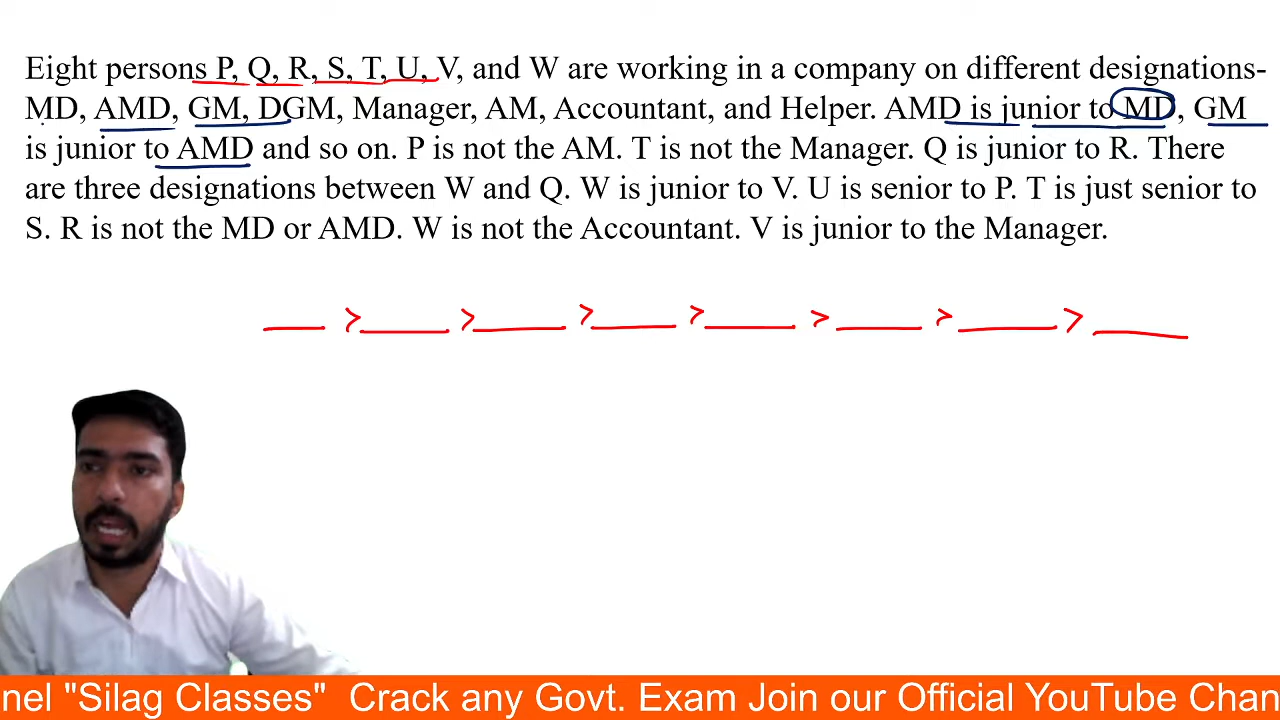 Eight persons P, Q, R, S, T, U, V, and W are working in a company on different designations-
MD, AMD, GM, DGM, Manager, AM, Accountant, and Helper. AMD is junior to MD, GM
is junior to AMD and so on. P is not the AM. T is not the Manager. Q is junior to R. There
are three designations between W and Q. W is junior to V. U is senior to P. T is just senior to
S. R is not the MD or AMD. W is not the Accountant. V is junior to the Manager.
> > > > > > >
nel "Silag Classes" Crack any Govt. Exam Join our Official YouTube Chan